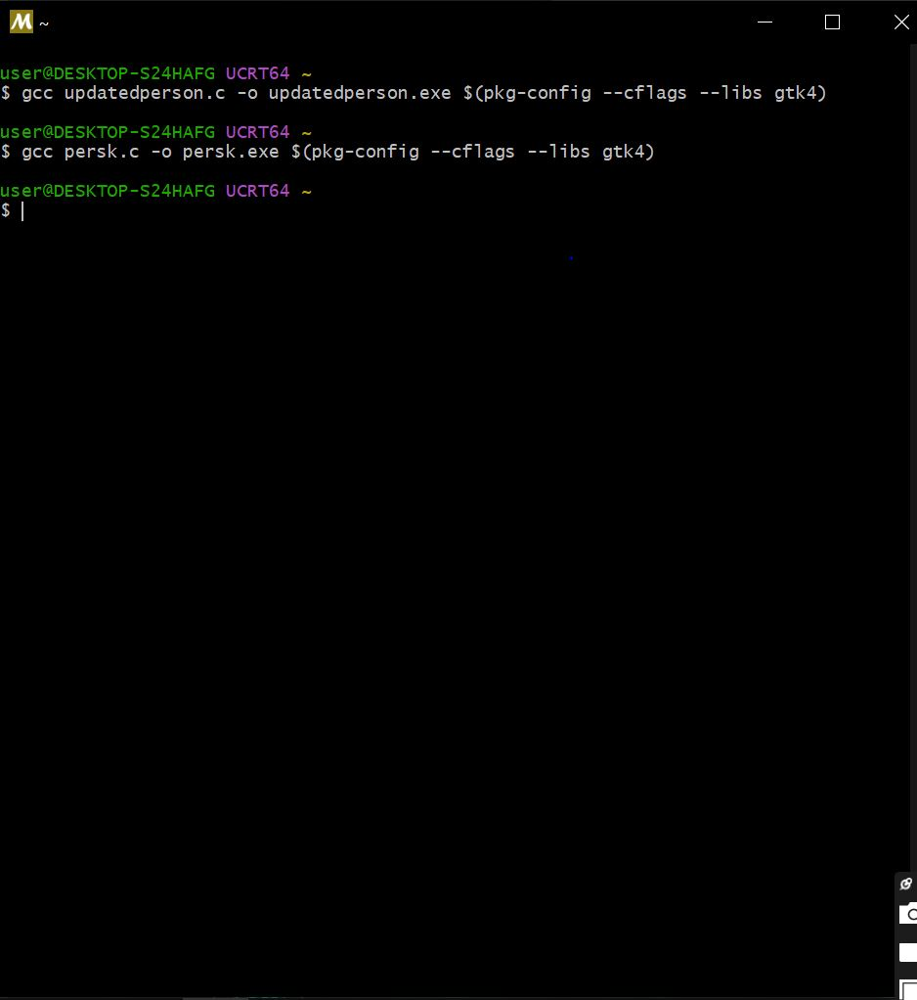 ~
user@DESKTOP-S24HAFG UCRT64 ~
$ gcc updatedperson.c -o updatedperson.exe $(pkg-config --cflags --libs gtk4)
user@DESKTOP-S24HAFG UCRT64 ~
$ gcc persk.c -o persk.exe $(pkg-config --cflags --libs gtk4)
user@DESKTOP-S24HAFG UCRT64 ~
$